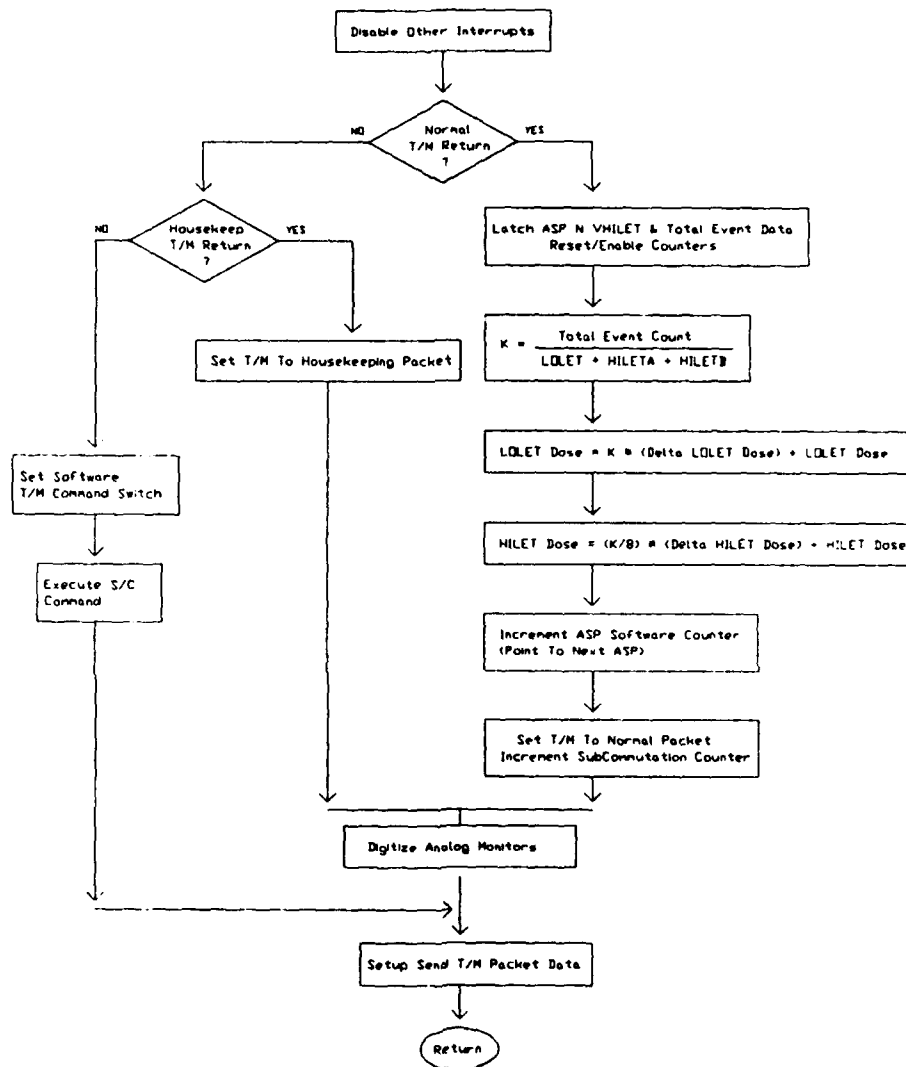 Disable Other Interrupts
Normal
T/M Return
?
NO
YES
Housekeep
T/M Return
?
NO
YES
Latch ASP N VHILET & Total Event Data
Reset/Enable Counters
Set T/M To Housekeeping Packet
K = Total Event Count
LOLET + HILETA + HILETB
LOLET Dose = K * (Delta LOLET Dose) + LOLET Dose
Set Software
T/M Command Switch
HILET Dose = (K/8) * (Delta HILET Dose) + HILET Dose
Execute S/C
Command
Increment ASP Software Counter
(Point To Next ASP)
Set T/M To Normal Packet
Increment SubCommutation Counter
Digitize Analog Monitors
Setup Send T/M Packet Data
Return